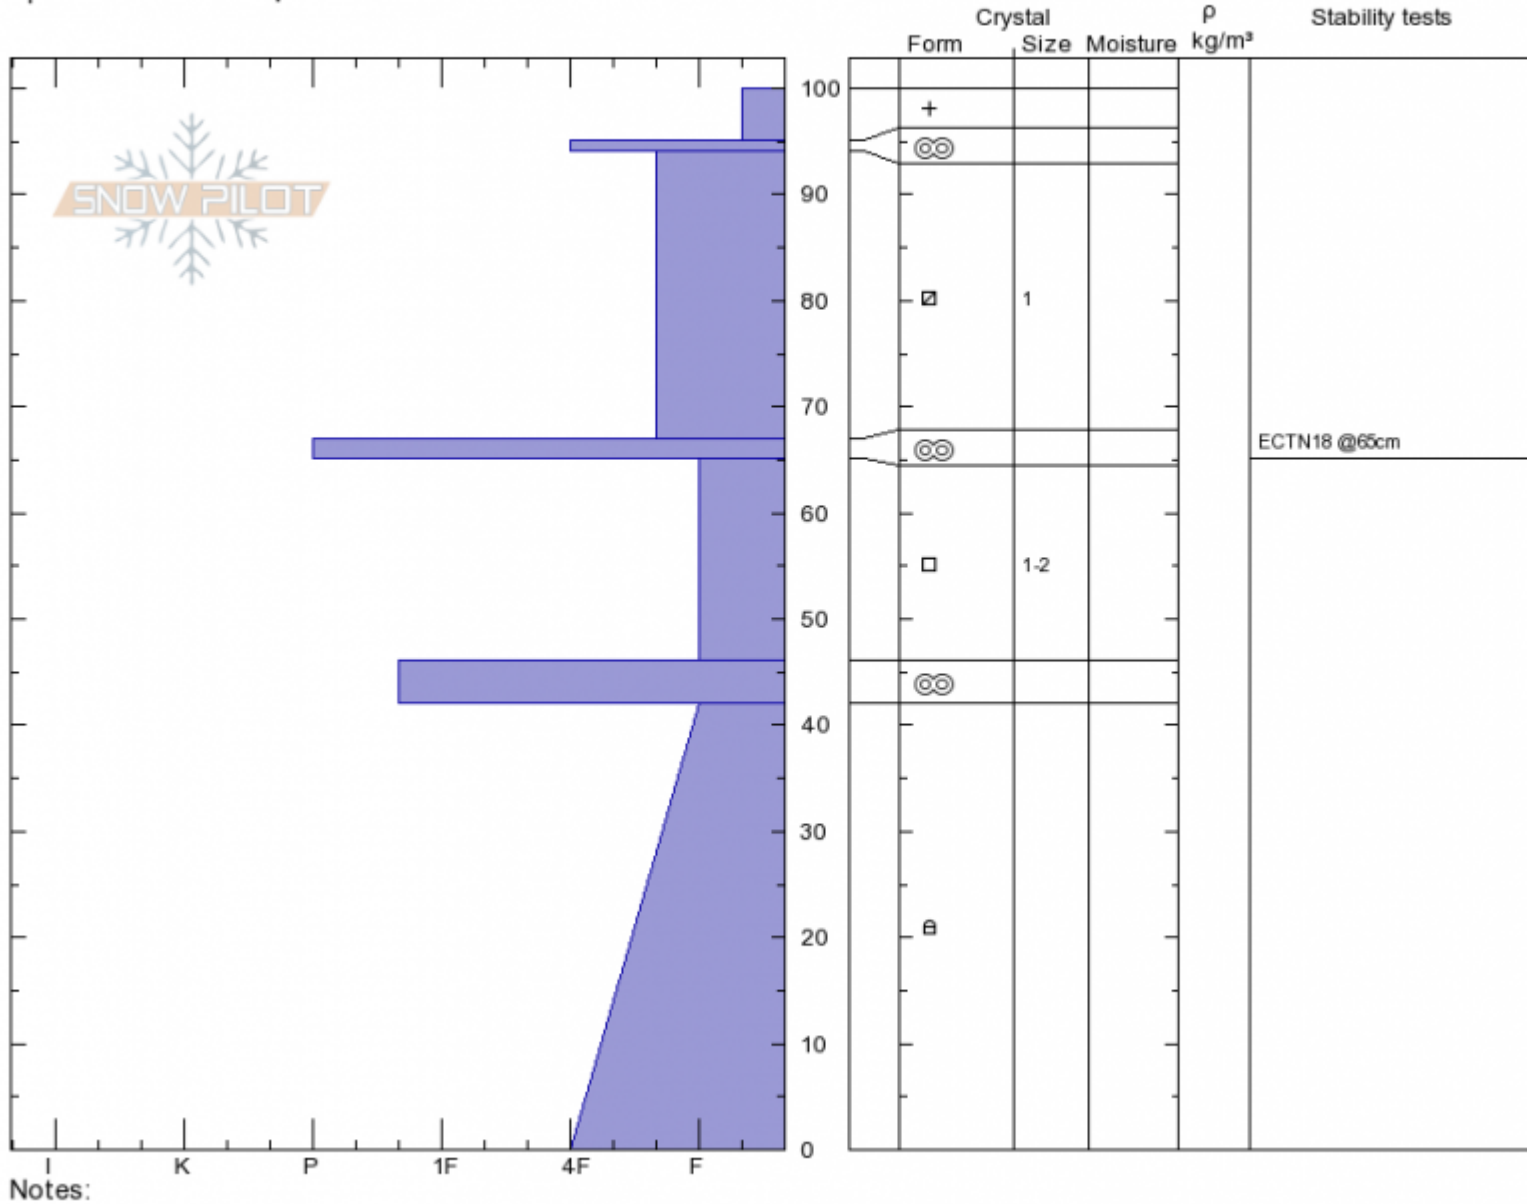 Crystal ρ Stability tests
Form Size Moisture kg/m³
SNOW PILOT
100
90
80
70
60
50
40
30
20
10
0
1
ECTN18 @65cm
1-2
I K P 1F 4F F
Notes: